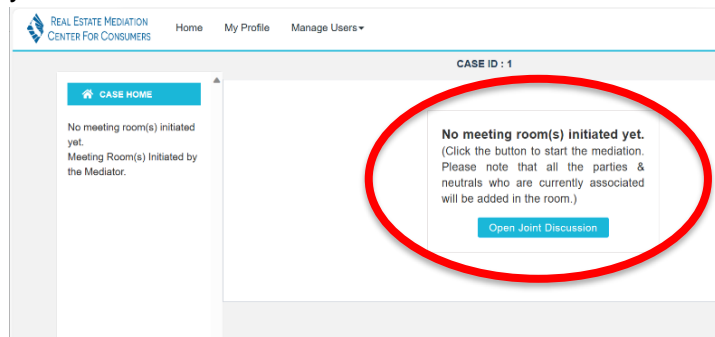 REAL ESTATE MEDIATION
CENTER FOR CONSUMERS
Home My Profile Manage Users
CASE ID : 1
CASE HOME
No meeting room(s) initiated
yet.
Meeting Room(s) Initiated by
the Mediator.
No meeting room(s) initiated yet.
(Click the button to start the mediation.
Please note that all the parties &
neutrals who are currently associated
will be added in the room.)
Open Joint Discussion